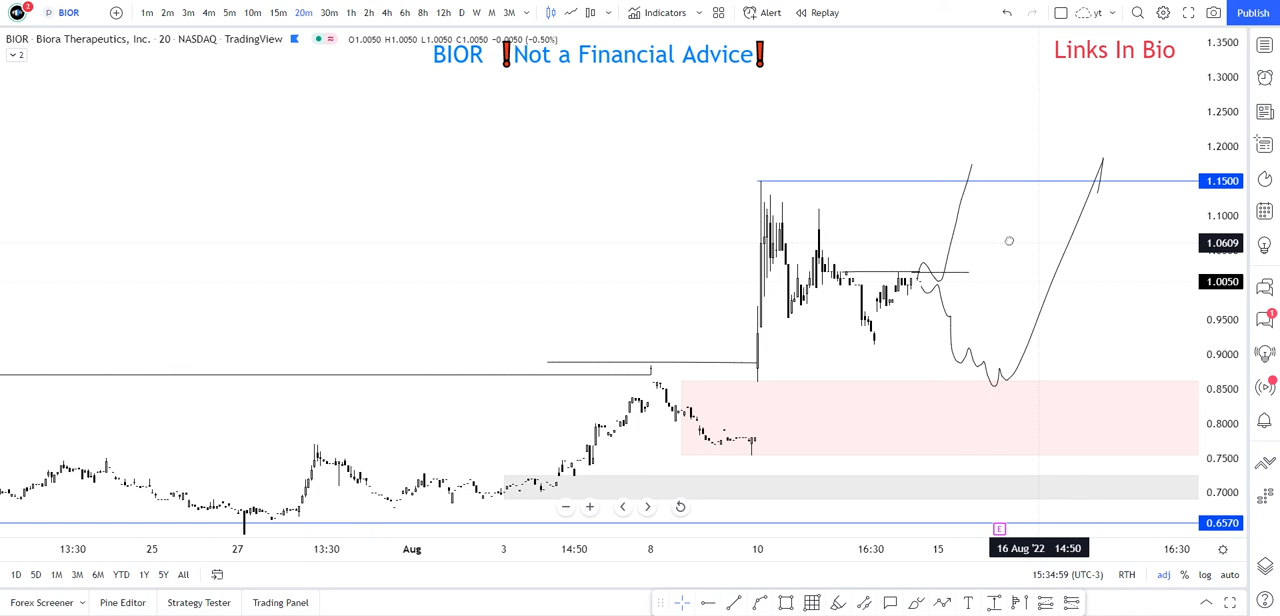 2 P BIOR 1m 2m 3m 4m 5m 10m 15m 20m 30m 1h 2h 4h 6h 8h 12h D W M 3M Indicators Alert Replay yt Publish
BIOR · Biora Therapeutics, Inc. · 20 · NASDAQ · TradingView O1.0050 H1.0050 L1.0050 C1.0050 −0.0050 (−0.50%)
2
BIOR ❗Not a Financial Advice❗
Links In Bio
1.3500
1.3000
1.2500
1.2000
1.1500
1.1000
1.0609
1.0050
0.9500
0.9000
0.8500
0.8000
0.7500
0.7000
0.6570
1
E
13:30 25 27 13:30 Aug 3 14:50 8 10 16:30 15 16 Aug '22 14:50 16:30
1D 5D 1M 3M 6M YTD 1Y 5Y All 15:34:59 (UTC-3) RTH adj % log auto
Forex Screener Pine Editor Strategy Tester Trading Panel T